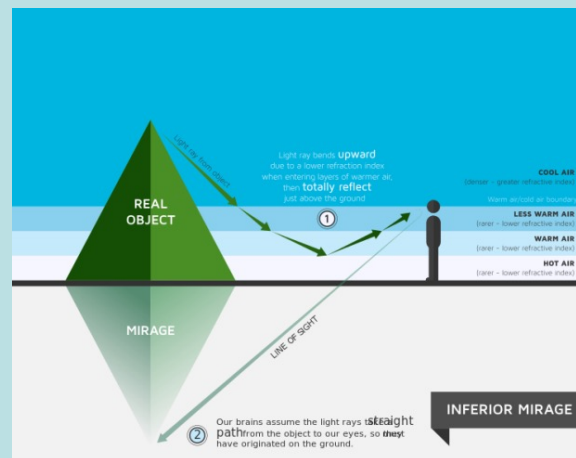 Light ray from object
Light ray bends upward
due to a lower refraction index
when entering layers of warmer air,
then totally reflect
just above the ground
1
REAL
OBJECT
COOL AIR
(denser - greater refractive index)
Warm air/cold air boundary
LESS WARM AIR
(rarer - lower refractive index)
WARM AIR
(rarer - lower refractive index)
HOT AIR
(rarer - lower refractive index)
MIRAGE
LINE OF SIGHT
INFERIOR MIRAGE
2
Our brains assume the light rays straight
path from the object to our eyes, so
have originated on the ground.